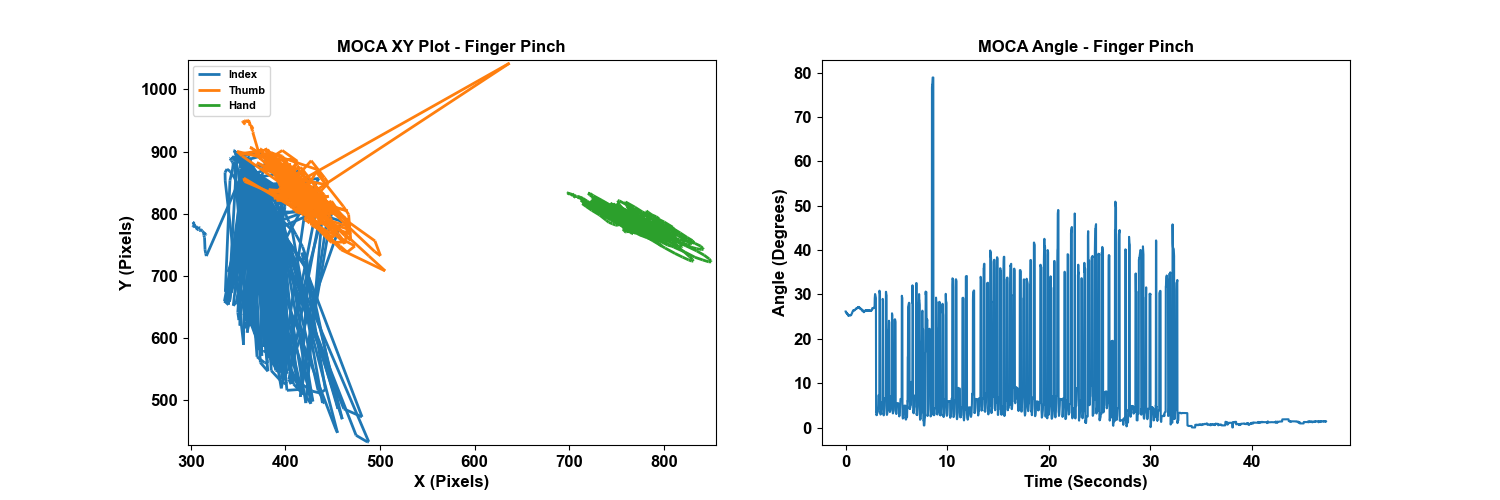 MOCA XY Plot - Finger Pinch
Index
Thumb
Hand
1000
900
800
700
600
500
Y (Pixels)
300
400
500
600
700
800
X (Pixels)
MOCA Angle - Finger Pinch
80
70
60
50
40
30
20
10
0
Angle (Degrees)
0
10
20
30
40
Time (Seconds)